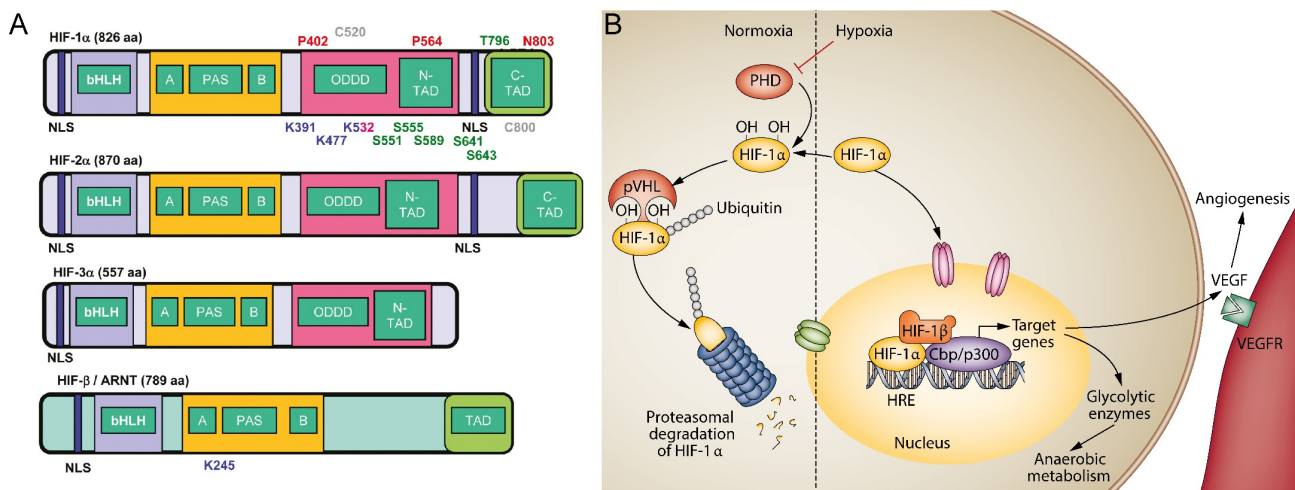 A
HIF-1α (826 aa)
C520
P402
P564
T796
N803
bHLH
A
PAS
B
ODDD
N-
TAD
C-
TAD
NLS
K391
K477
K532
S551
S555
S589
NLS
S641
S643
C800
HIF-2α (870 aa)
bHLH
A
PAS
B
ODDD
N-
TAD
C-
TAD
NLS
NLS
HIF-3α (557 aa)
bHLH
A
PAS
B
ODDD
N-
TAD
NLS
HIF-β / ARNT (789 aa)
bHLH
A
PAS
B
TAD
NLS
K245
B
Normoxia
Hypoxia
PHD
OH
OH
HIF-1α
HIF-1α
pVHL
OH
OH
HIF-1α
Ubiquitin
Proteasomal
degradation
of HIF-1α
HIF-1β
HIF-1α
Cbp/p300
HRE
Target
genes
Nucleus
Glycolytic
enzymes
Anaerobic
metabolism
Angiogenesis
VEGF
VEGFR